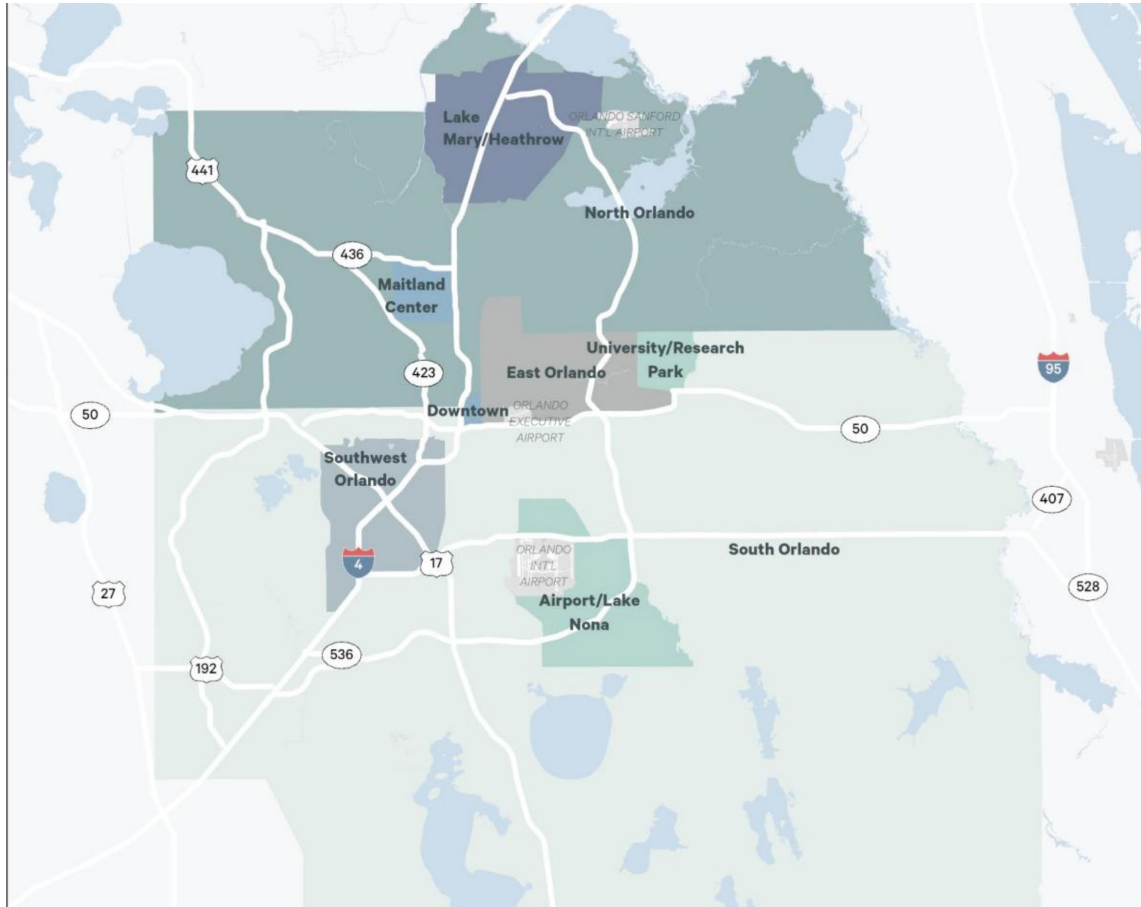 Lake
Mary/Heathrow
ORLANDO SANFORD
INT'L AIRPORT
441
North Orlando
436
Maitland
Center
University/Research
Park
East Orlando
423
95
Downtown
ORLANDO
EXECUTIVE
AIRPORT
50
50
Southwest
Orlando
407
South Orlando
ORLANDO
INT'L
AIRPORT
4
17
528
27
Airport/Lake
Nona
536
192